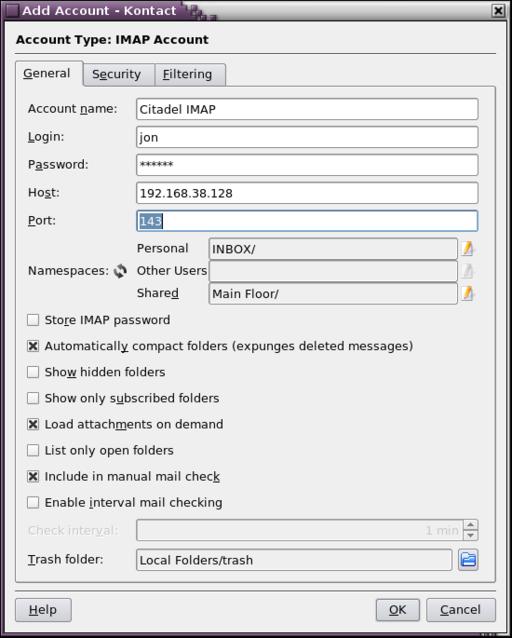 Add Account - Kontact
Account Type: IMAP Account
General Security Filtering
Account name: Citadel IMAP
Login: jon
Password: ******
Host: 192.168.38.128
Port: 143
Personal INBOX/
Namespaces: Other Users
Shared Main Floor/
Store IMAP password
Automatically compact folders (expunges deleted messages)
Show hidden folders
Show only subscribed folders
Load attachments on demand
List only open folders
Include in manual mail check
Enable interval mail checking
Check interval: 1 min
Trash folder: Local Folders/trash
Help OK Cancel